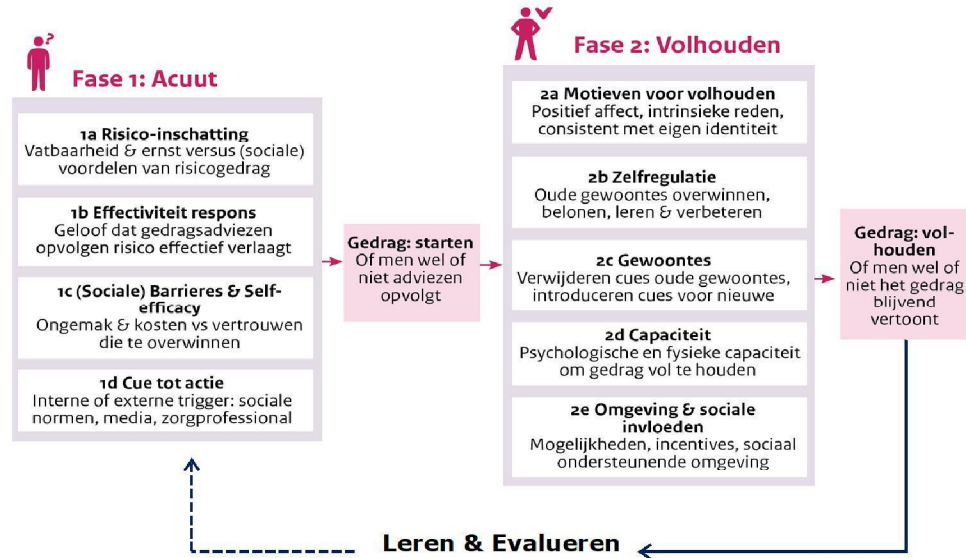 Fase 1: Acuut
1a Risico-inschatting
Vatbaarheid & ernst versus (sociale)
voordelen van risicogedrag
1b Effectiviteit respons
Geloof dat gedragsadviezen
opvolgen risico effectief verlaagt
1c (Sociale) Barrieres & Self-
efficacy
Ongemak & kosten vs vertrouwen
die te overwinnen
1d Cue tot actie
Interne of externe trigger: sociale
normen, media, zorgprofessional
Gedrag: starten
Of men wel of
niet adviezen
opvolgt
Fase 2: Volhouden
2a Motieven voor volhouden
Positief affect, intrinsieke reden,
consistent met eigen identiteit
2b Zelfregulatie
Oude gewoontes overwinnen,
belonen, leren & verbeteren
2c Gewoontes
Verwijderen cues oude gewoontes,
introduceren cues voor nieuwe
2d Capaciteit
Psychologische en fysieke capaciteit
om gedrag vol te houden
2e Omgeving & sociale
invloeden
Mogelijkheden, incentives, sociaal
ondersteunende omgeving
Gedrag: vol-
houden
Of men wel of
niet het gedrag
blijvend
vertoont
Leren & Evalueren